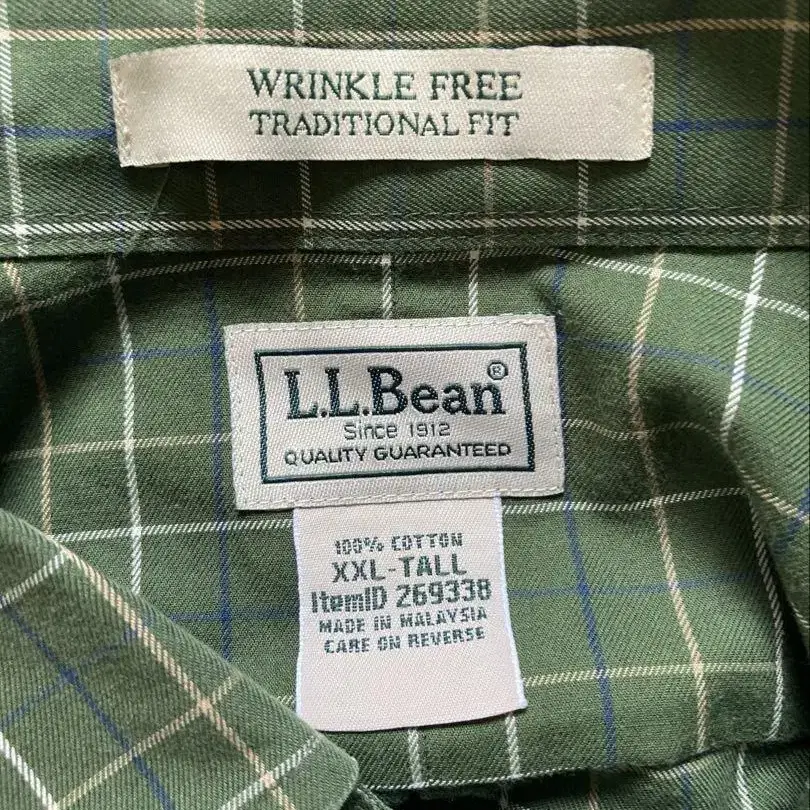 WRINKLE FREE
TRADITIONAL FIT
L.L.Bean®
Since 1912
QUALITY GUARANTEED
100% COTTON
XXL-TALL
ItemID 269338
MADE IN MALAYSIA
CARE ON REVERSE